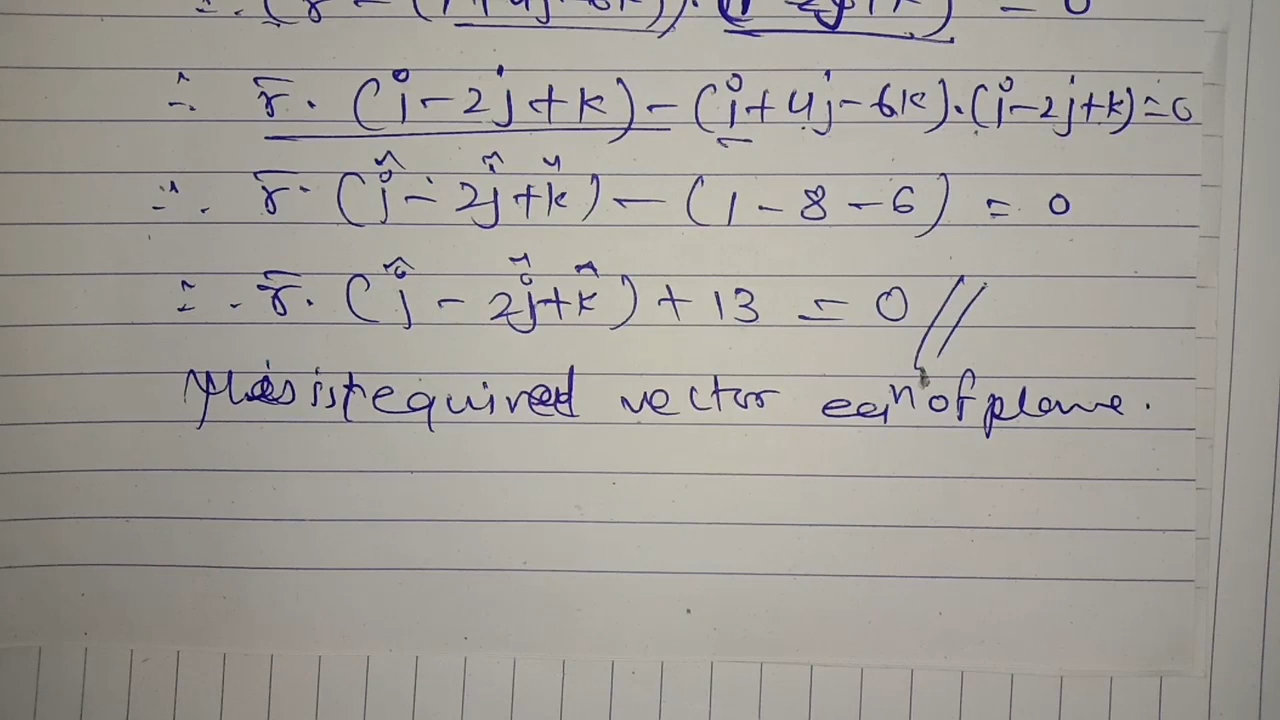 ∴ r̄. (i - 2j + k) - (i + 4j - 6k).(i - 2j + k) = 0
∴ r̄. (î - 2ĵ + k̂) - (1 - 8 - 6) = 0
∴ r̄. (î - 2ĵ + k̂) + 13 = 0 //
This is required vector eqn of plane.